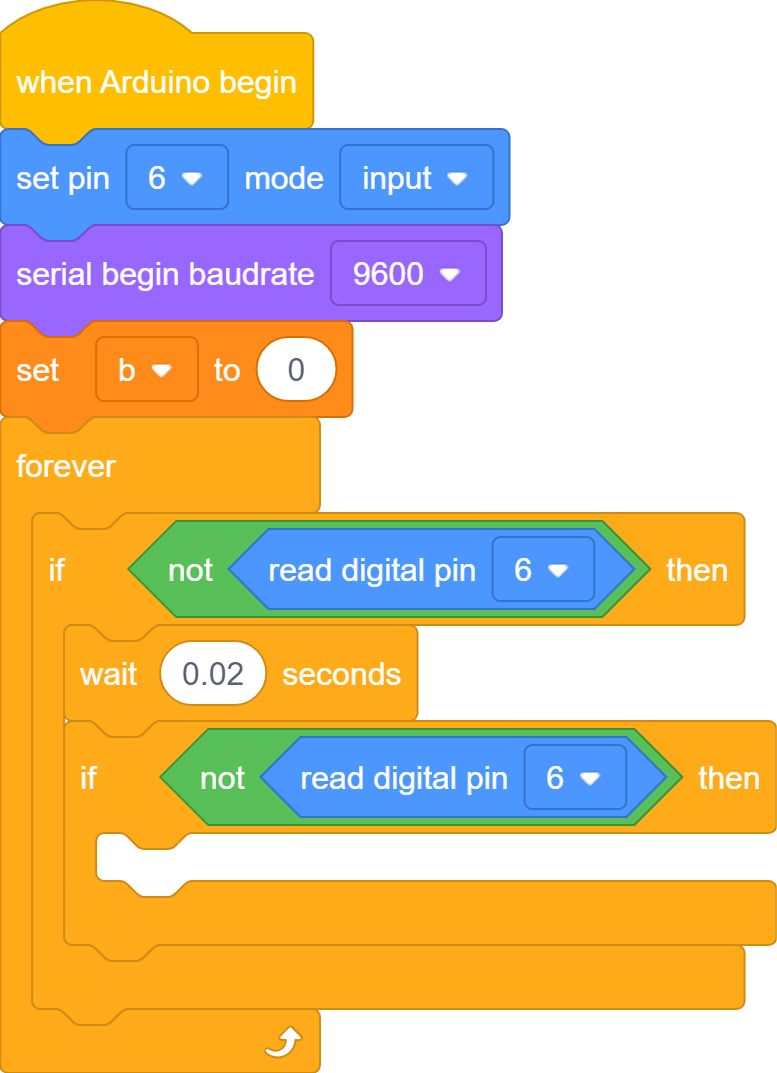 when Arduino begin
set pin 6 mode input
serial begin baudrate 9600
set b to 0
forever
if not read digital pin 6 then
wait 0.02 seconds
if not read digital pin 6 then